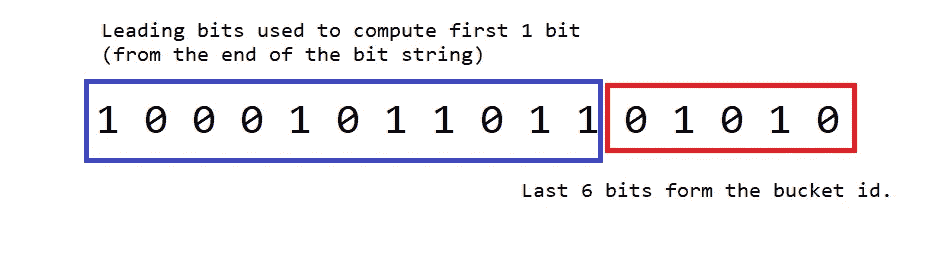 Leading bits used to compute first 1 bit
(from the end of the bit string)
1 0 0 0 1 0 1 1 0 1 1 0 1 0 1 0
Last 6 bits form the bucket id.